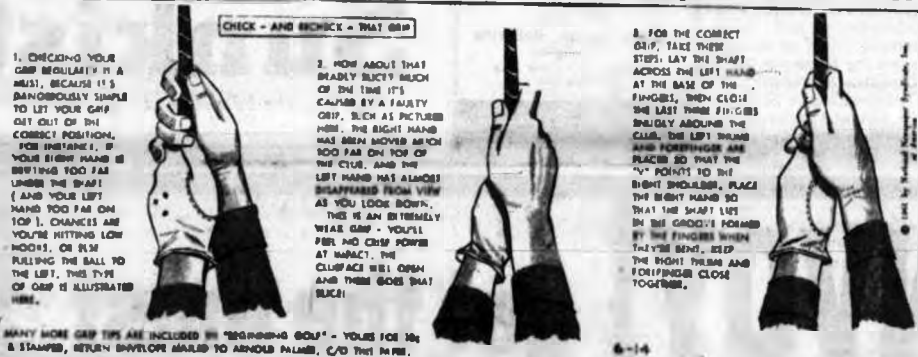 CHECK - AND RECHECK - THAT GRIP
1. CHECKING YOUR
GRIP REGULARLY IS A
MUST, BECAUSE IT'S
DANGEROUSLY SIMPLE
TO LET YOUR GRIP
GET OUT OF THE
CORRECT POSITION.
FOR INSTANCE, IF
YOUR RIGHT HAND IS
GETTING TOO FAR
UNDER THE SHAFT
( AND YOUR LEFT
HAND TOO FAR ON
TOP ), CHANCES ARE
YOU'RE HITTING LOW
HOOKS, OR ELSE
PULLING THE BALL TO
THE LEFT. THIS TYPE
OF GRIP IS ILLUSTRATED
HERE.
2. HOW ABOUT THAT
DEADLY SLICE? MUCH
OF THE TIME IT'S
CAUSED BY A FAULTY
GRIP, SUCH AS PICTURED
HERE. THE RIGHT HAND
HAS BEEN MOVED MUCH
TOO FAR ON TOP OF
THE CLUB, AND THE
LEFT HAND HAS ALMOST
DISAPPEARED FROM VIEW
AS YOU LOOK DOWN.
THIS IS AN EXTREMELY
WEAK GRIP - YOU'LL
FEEL NO CRISP POWER
AT IMPACT. THE
CLUBFACE WILL OPEN
AND THERE GOES THAT
SLICE!
3. FOR THE CORRECT
GRIP, TAKE THESE
STEPS: LAY THE SHAFT
ACROSS THE LEFT HAND
AT THE BASE OF THE
FINGERS, THEN CLOSE
THE LAST THREE FINGERS
SNUGLY AROUND THE
CLUB. THE LEFT THUMB
AND FOREFINGER ARE
PLACED SO THAT THE
"V" POINTS TO THE
RIGHT SHOULDER. PLACE
THE RIGHT HAND SO
THAT THE SHAFT LIES
IN THE GROOVE FORMED
BY THE FINGERS WHEN
THEY'RE BENT. KEEP
THE RIGHT THUMB AND
FOREFINGER CLOSE
TOGETHER.
by National Newspaper Syndicate, Inc.
MANY MORE GRIP TIPS ARE INCLUDED IN "BEGINNING GOLF" - YOURS FOR
& STAMPED, RETURN ENVELOPE MAILED TO ARNOLD PALMER, C/O THIS PAPER.
6-14